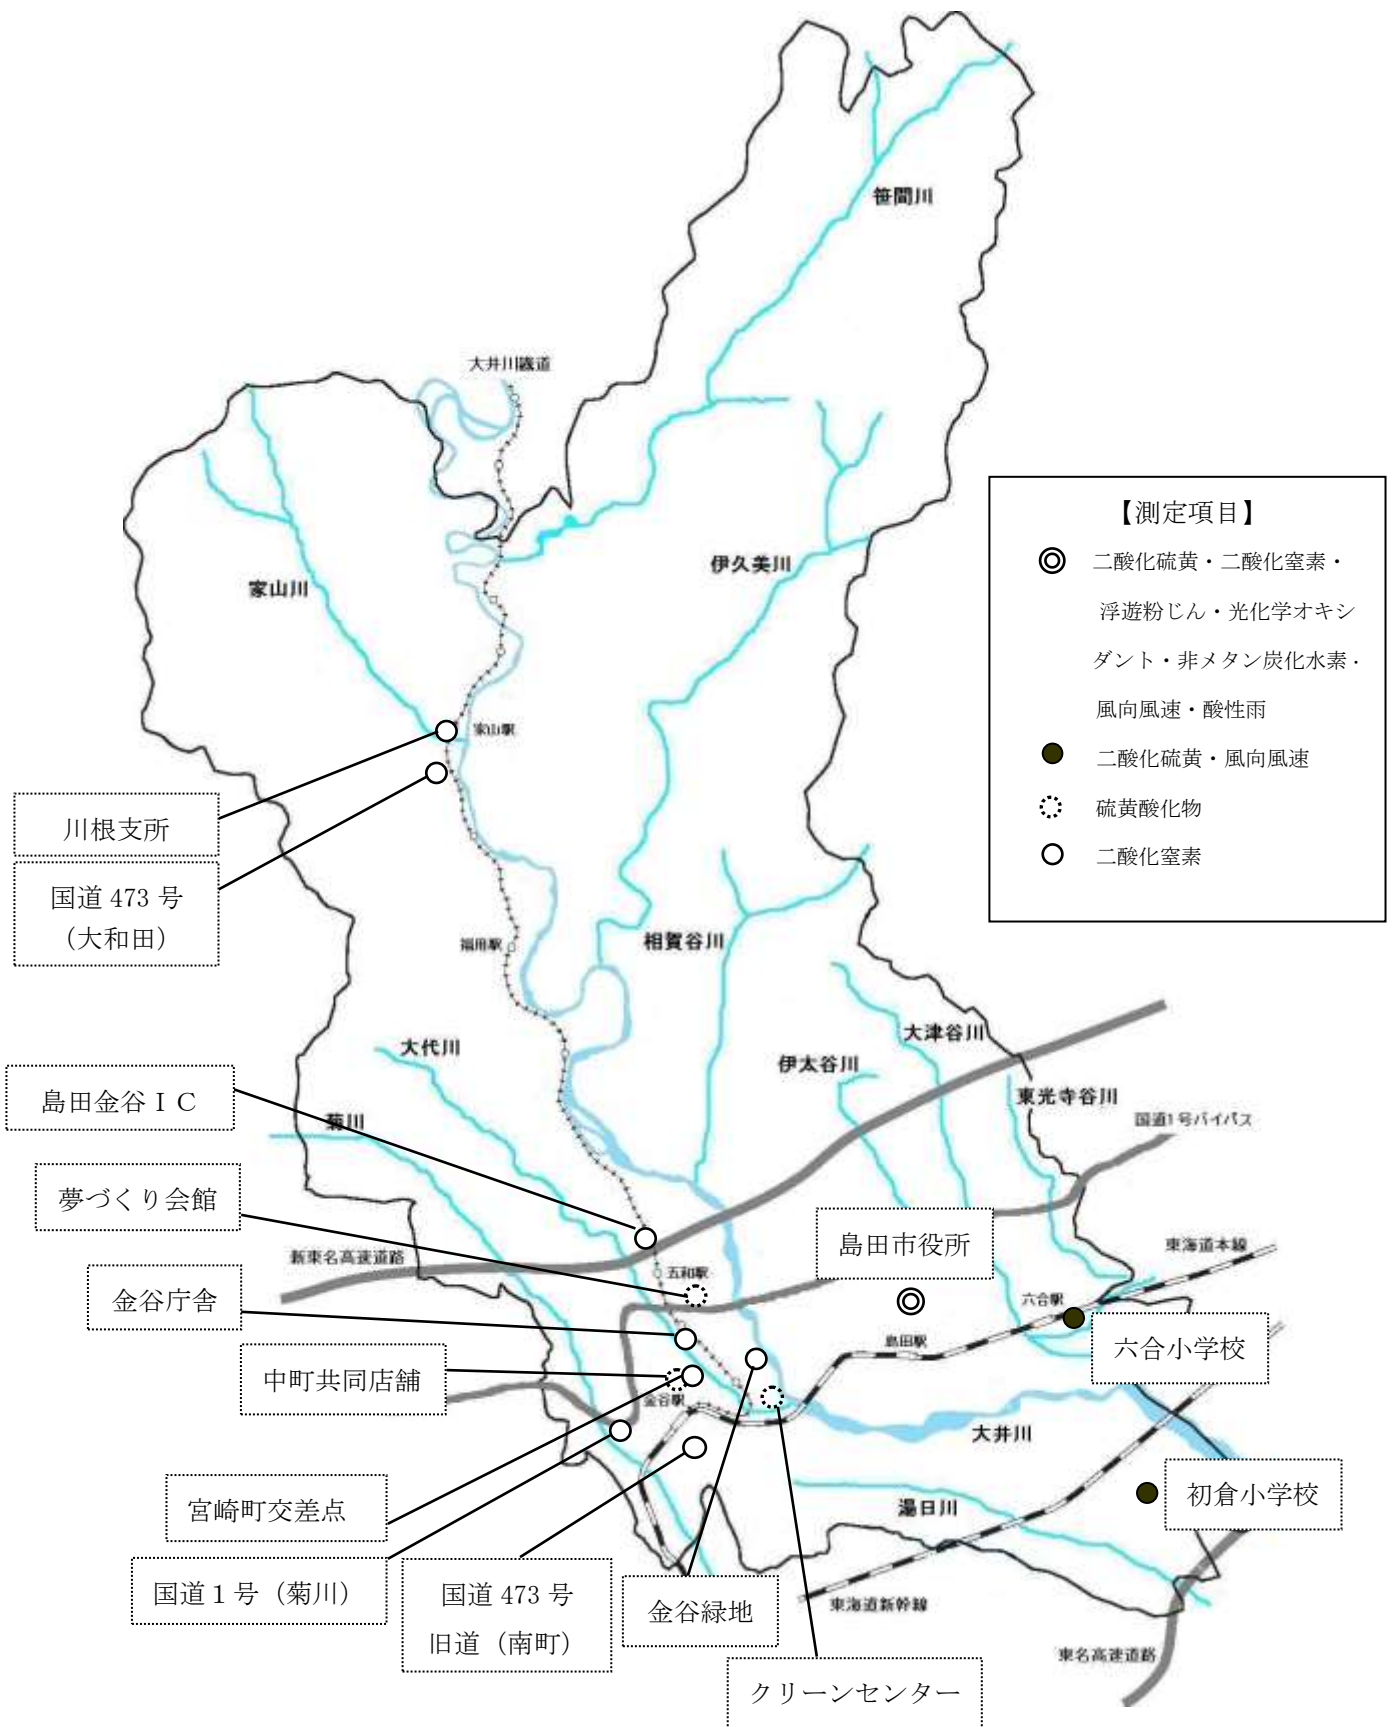 笹間川
大井川鐵道
【測定項目】
◎ 二酸化硫黄・二酸化窒素・
浮遊粉じん・光化学オキシ
ダント・非メタン炭化水素・
風向風速・酸性雨
● 二酸化硫黄・風向風速
硫黄酸化物
○ 二酸化窒素
伊久美川
家山川
家山駅
川根支所
国道 473 号
（大和田）
福用駅
相賀谷川
大津谷川
大代川
伊太谷川
東光寺谷川
島田金谷ＩＣ
菊川
国道1号バイパス
夢づくり会館
島田市役所
東海道本線
新東名高速道路
五和駅
金谷庁舎
六合駅
島田駅
六合小学校
中町共同店舗
金谷駅
大井川
宮崎町交差点
湯日川
初倉小学校
国道１号（菊川）
国道 473 号
旧道（南町）
金谷緑地
東海道新幹線
東名高速道路
クリーンセンター